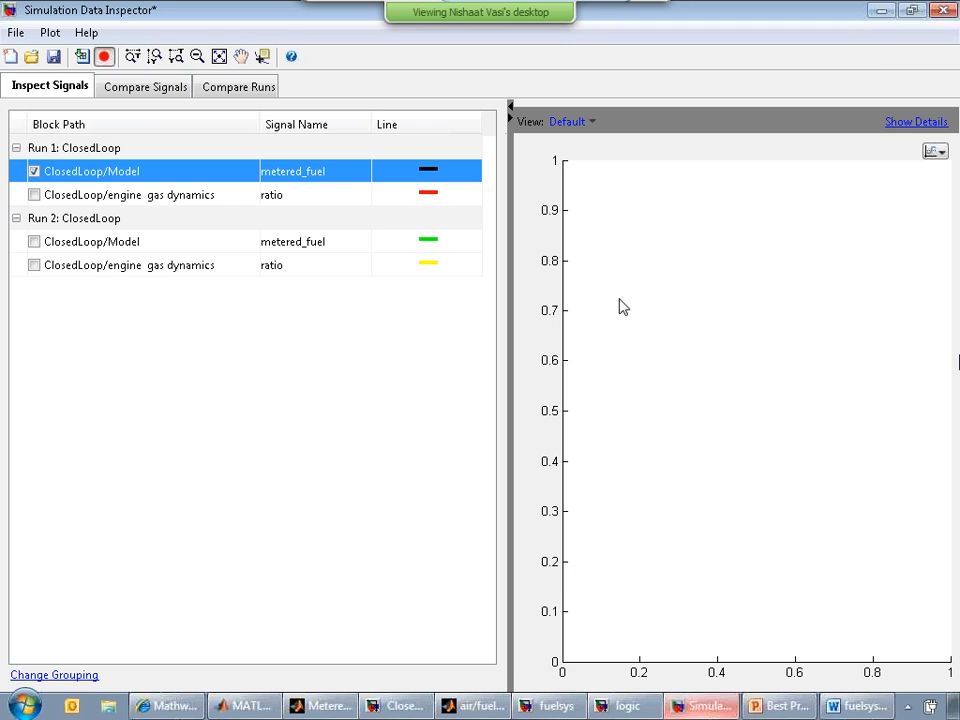 Simulation Data Inspector*
Viewing Nishaat Vasi's desktop
File Plot Help
Inspect Signals Compare Signals Compare Runs
Block Path Signal Name Line
Run 1: ClosedLoop
ClosedLoop/Model metered_fuel
ClosedLoop/engine gas dynamics ratio
Run 2: ClosedLoop
ClosedLoop/Model metered_fuel
ClosedLoop/engine gas dynamics ratio
Change Grouping
View: Default Show Details
1
0.9
0.8
0.7
0.6
0.5
0.4
0.3
0.2
0.1
0
0 0.2 0.4 0.6 0.8 1
Mathw... MATL... Metere... Close... air/fuel... fuelsys logic Simula... Best Pr... fuelsys...